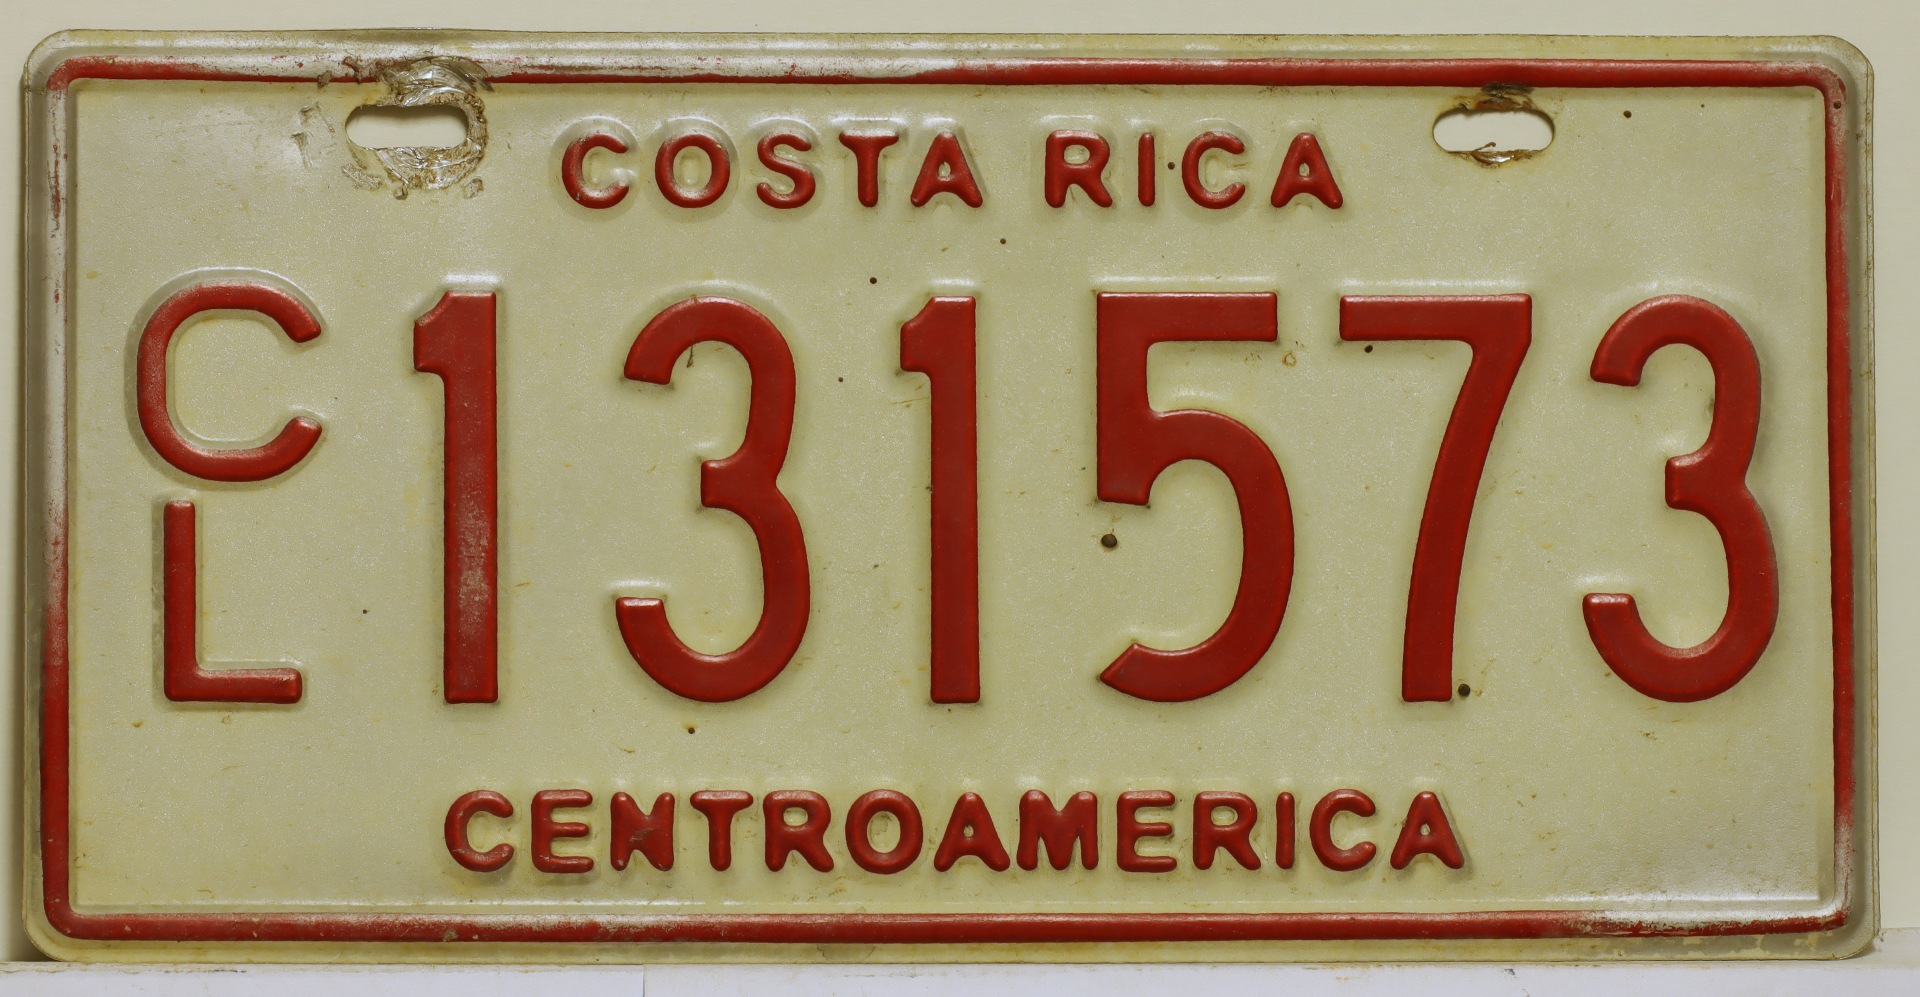 COSTA RICA
CL 131573
CENTROAMERICA